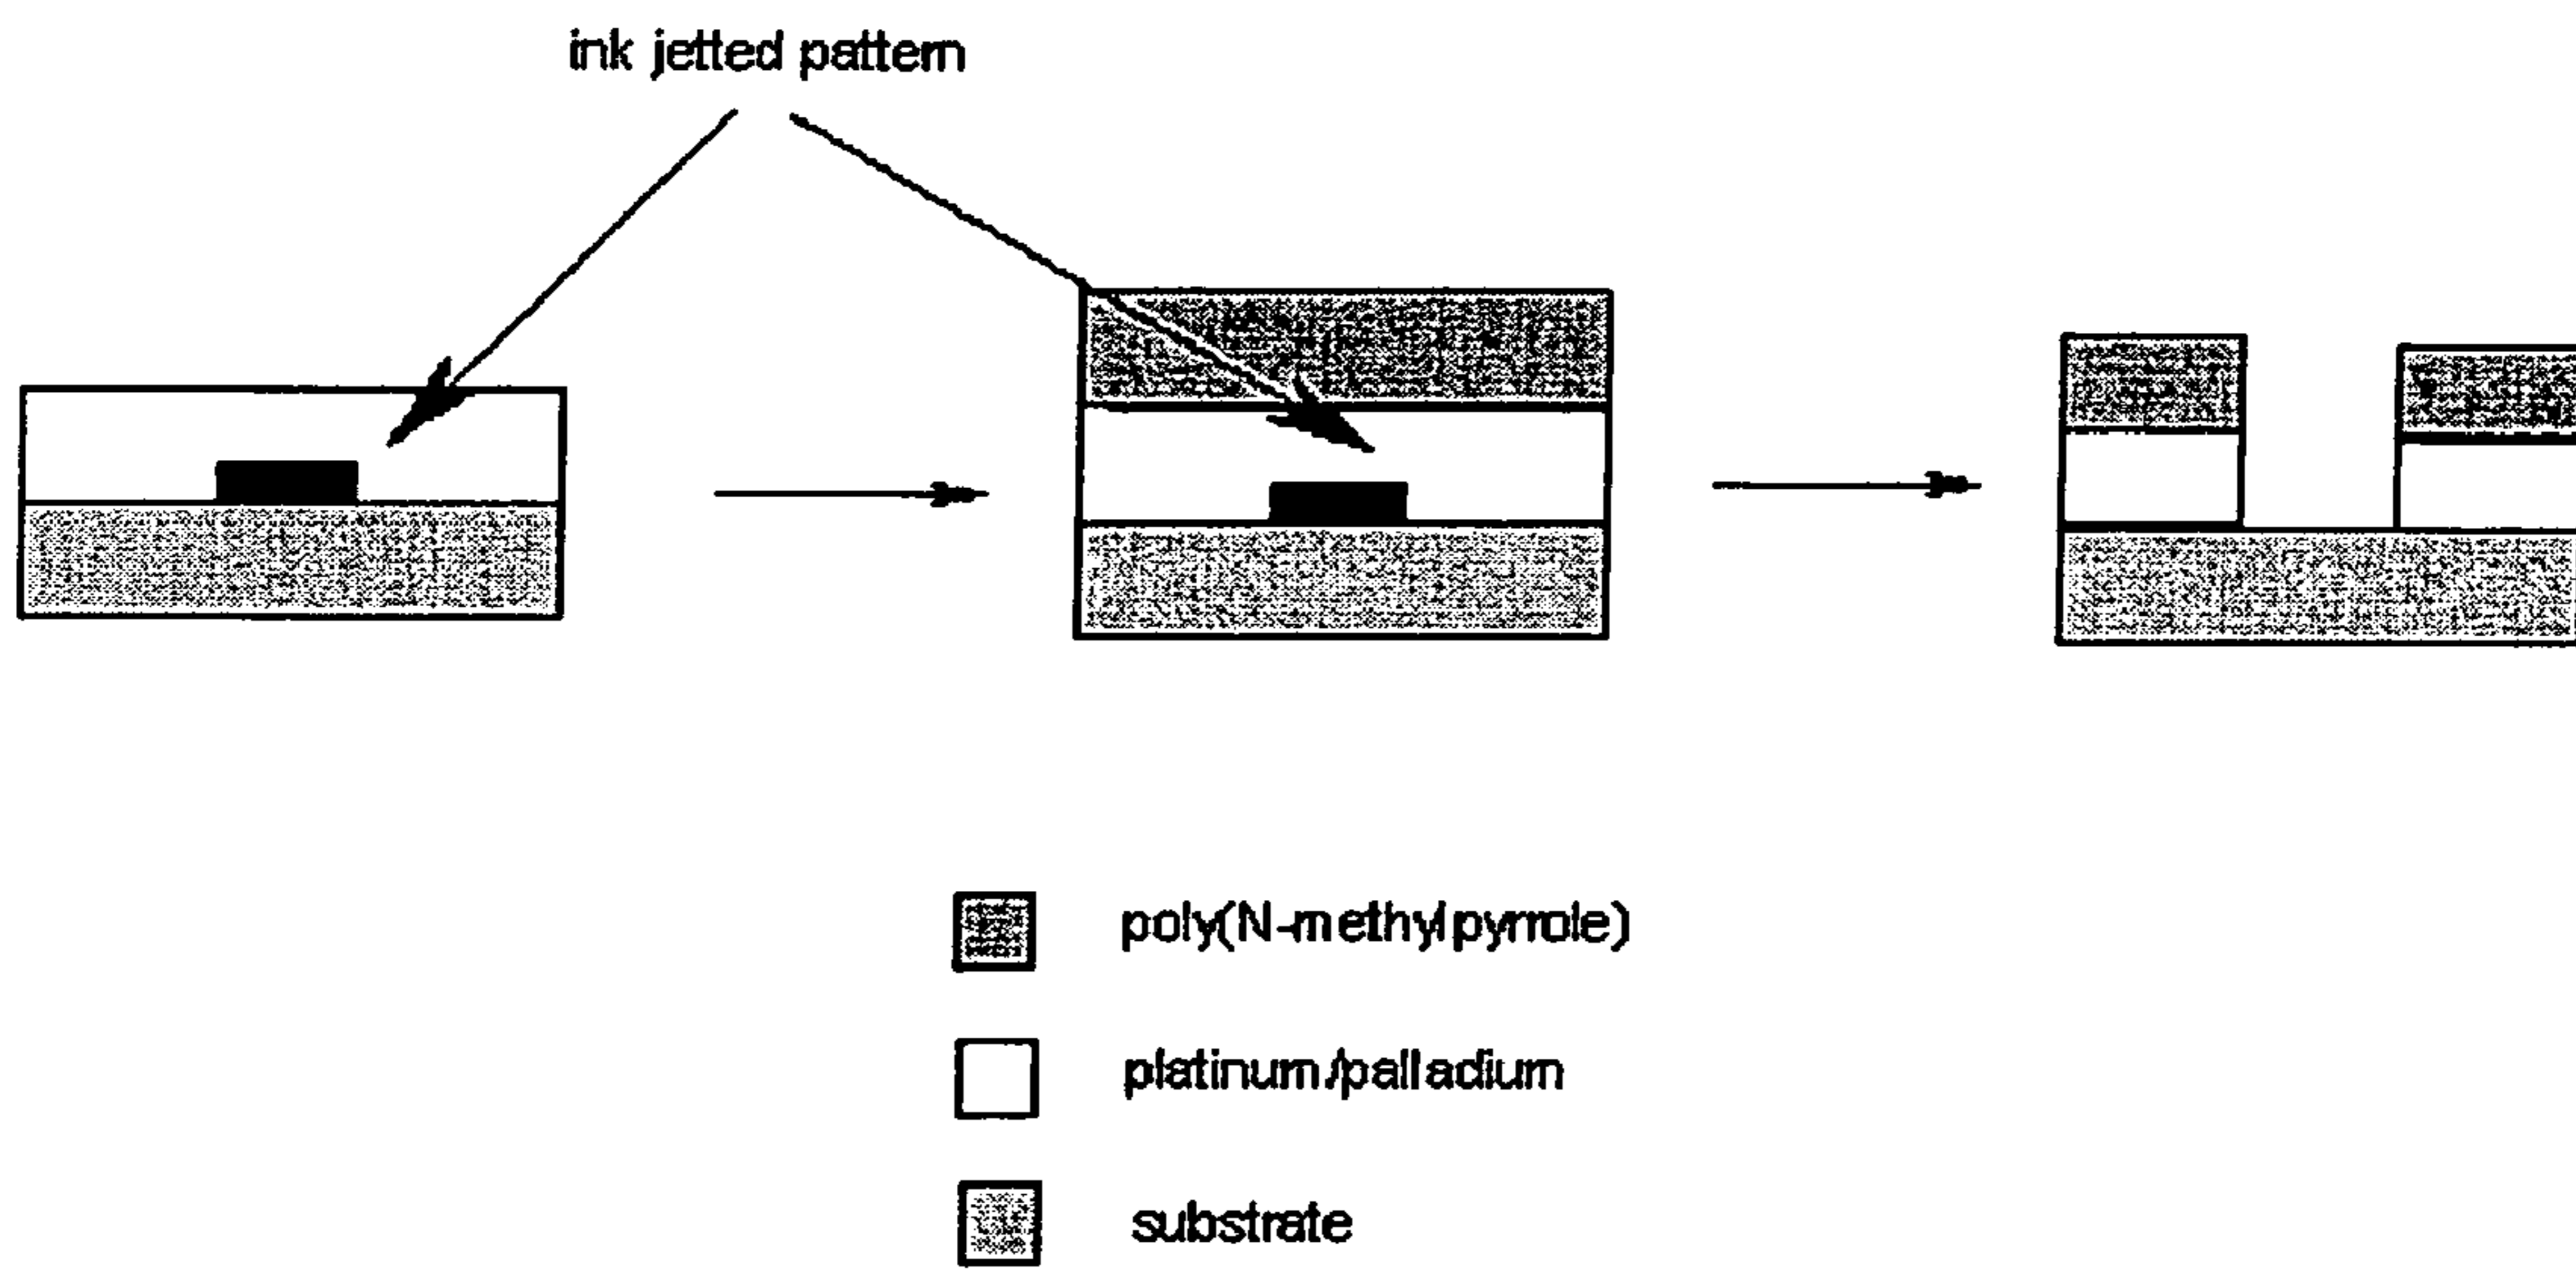 ink jetted pattern
poly(N-methylpyrrole)
platinum/palladium
substrate